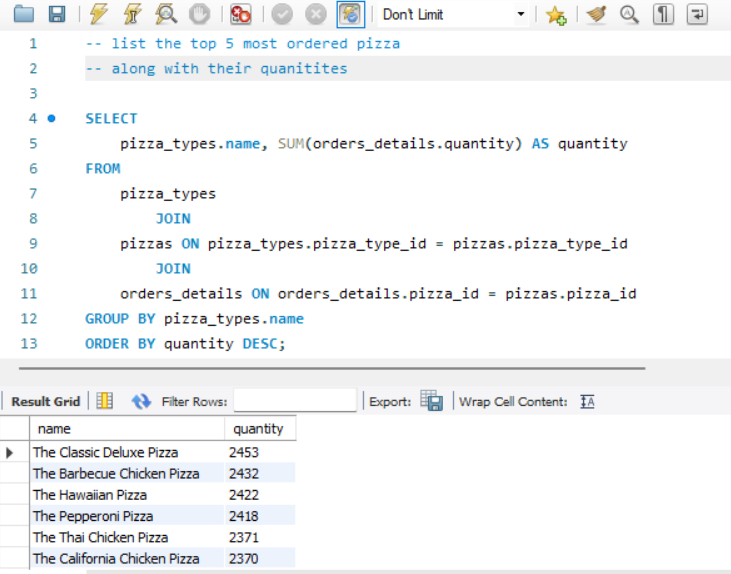 Don't Limit
1 -- list the top 5 most ordered pizza
2 -- along with their quanitites
3
4 SELECT
5 pizza_types.name, SUM(orders_details.quantity) AS quantity
6 FROM
7 pizza_types
8 JOIN
9 pizzas ON pizza_types.pizza_type_id = pizzas.pizza_type_id
10 JOIN
11 orders_details ON orders_details.pizza_id = pizzas.pizza_id
12 GROUP BY pizza_types.name
13 ORDER BY quantity DESC;
Result Grid Filter Rows: Export: Wrap Cell Content:
name quantity
The Classic Deluxe Pizza 2453
The Barbecue Chicken Pizza 2432
The Hawaiian Pizza 2422
The Pepperoni Pizza 2418
The Thai Chicken Pizza 2371
The California Chicken Pizza 2370